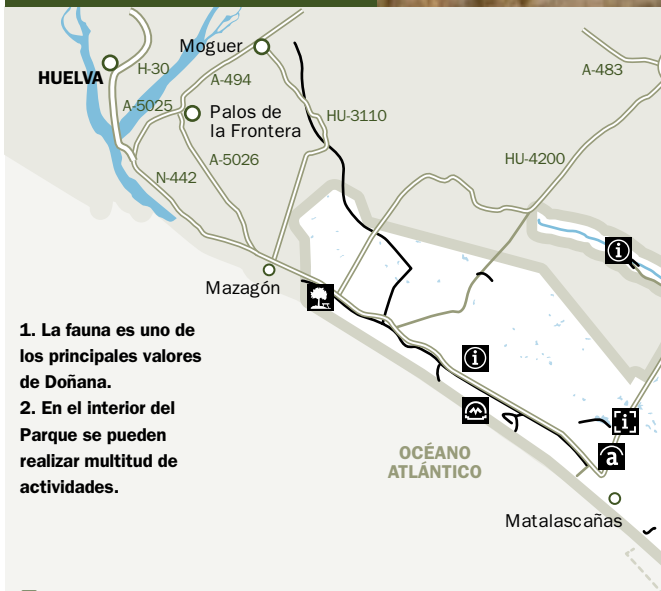 Moguer
HUELVA
H-30
A-494
A-483
A-5025
Palos de
la Frontera
HU-3110
A-5026
HU-4200
N-442
i
Mazagón
1. La fauna es uno de
los principales valores
de Doñana.
2. En el interior del
Parque se pueden
realizar multitud de
actividades.
i
i
a
OCÉANO
ATLÁNTICO
Matalascañas